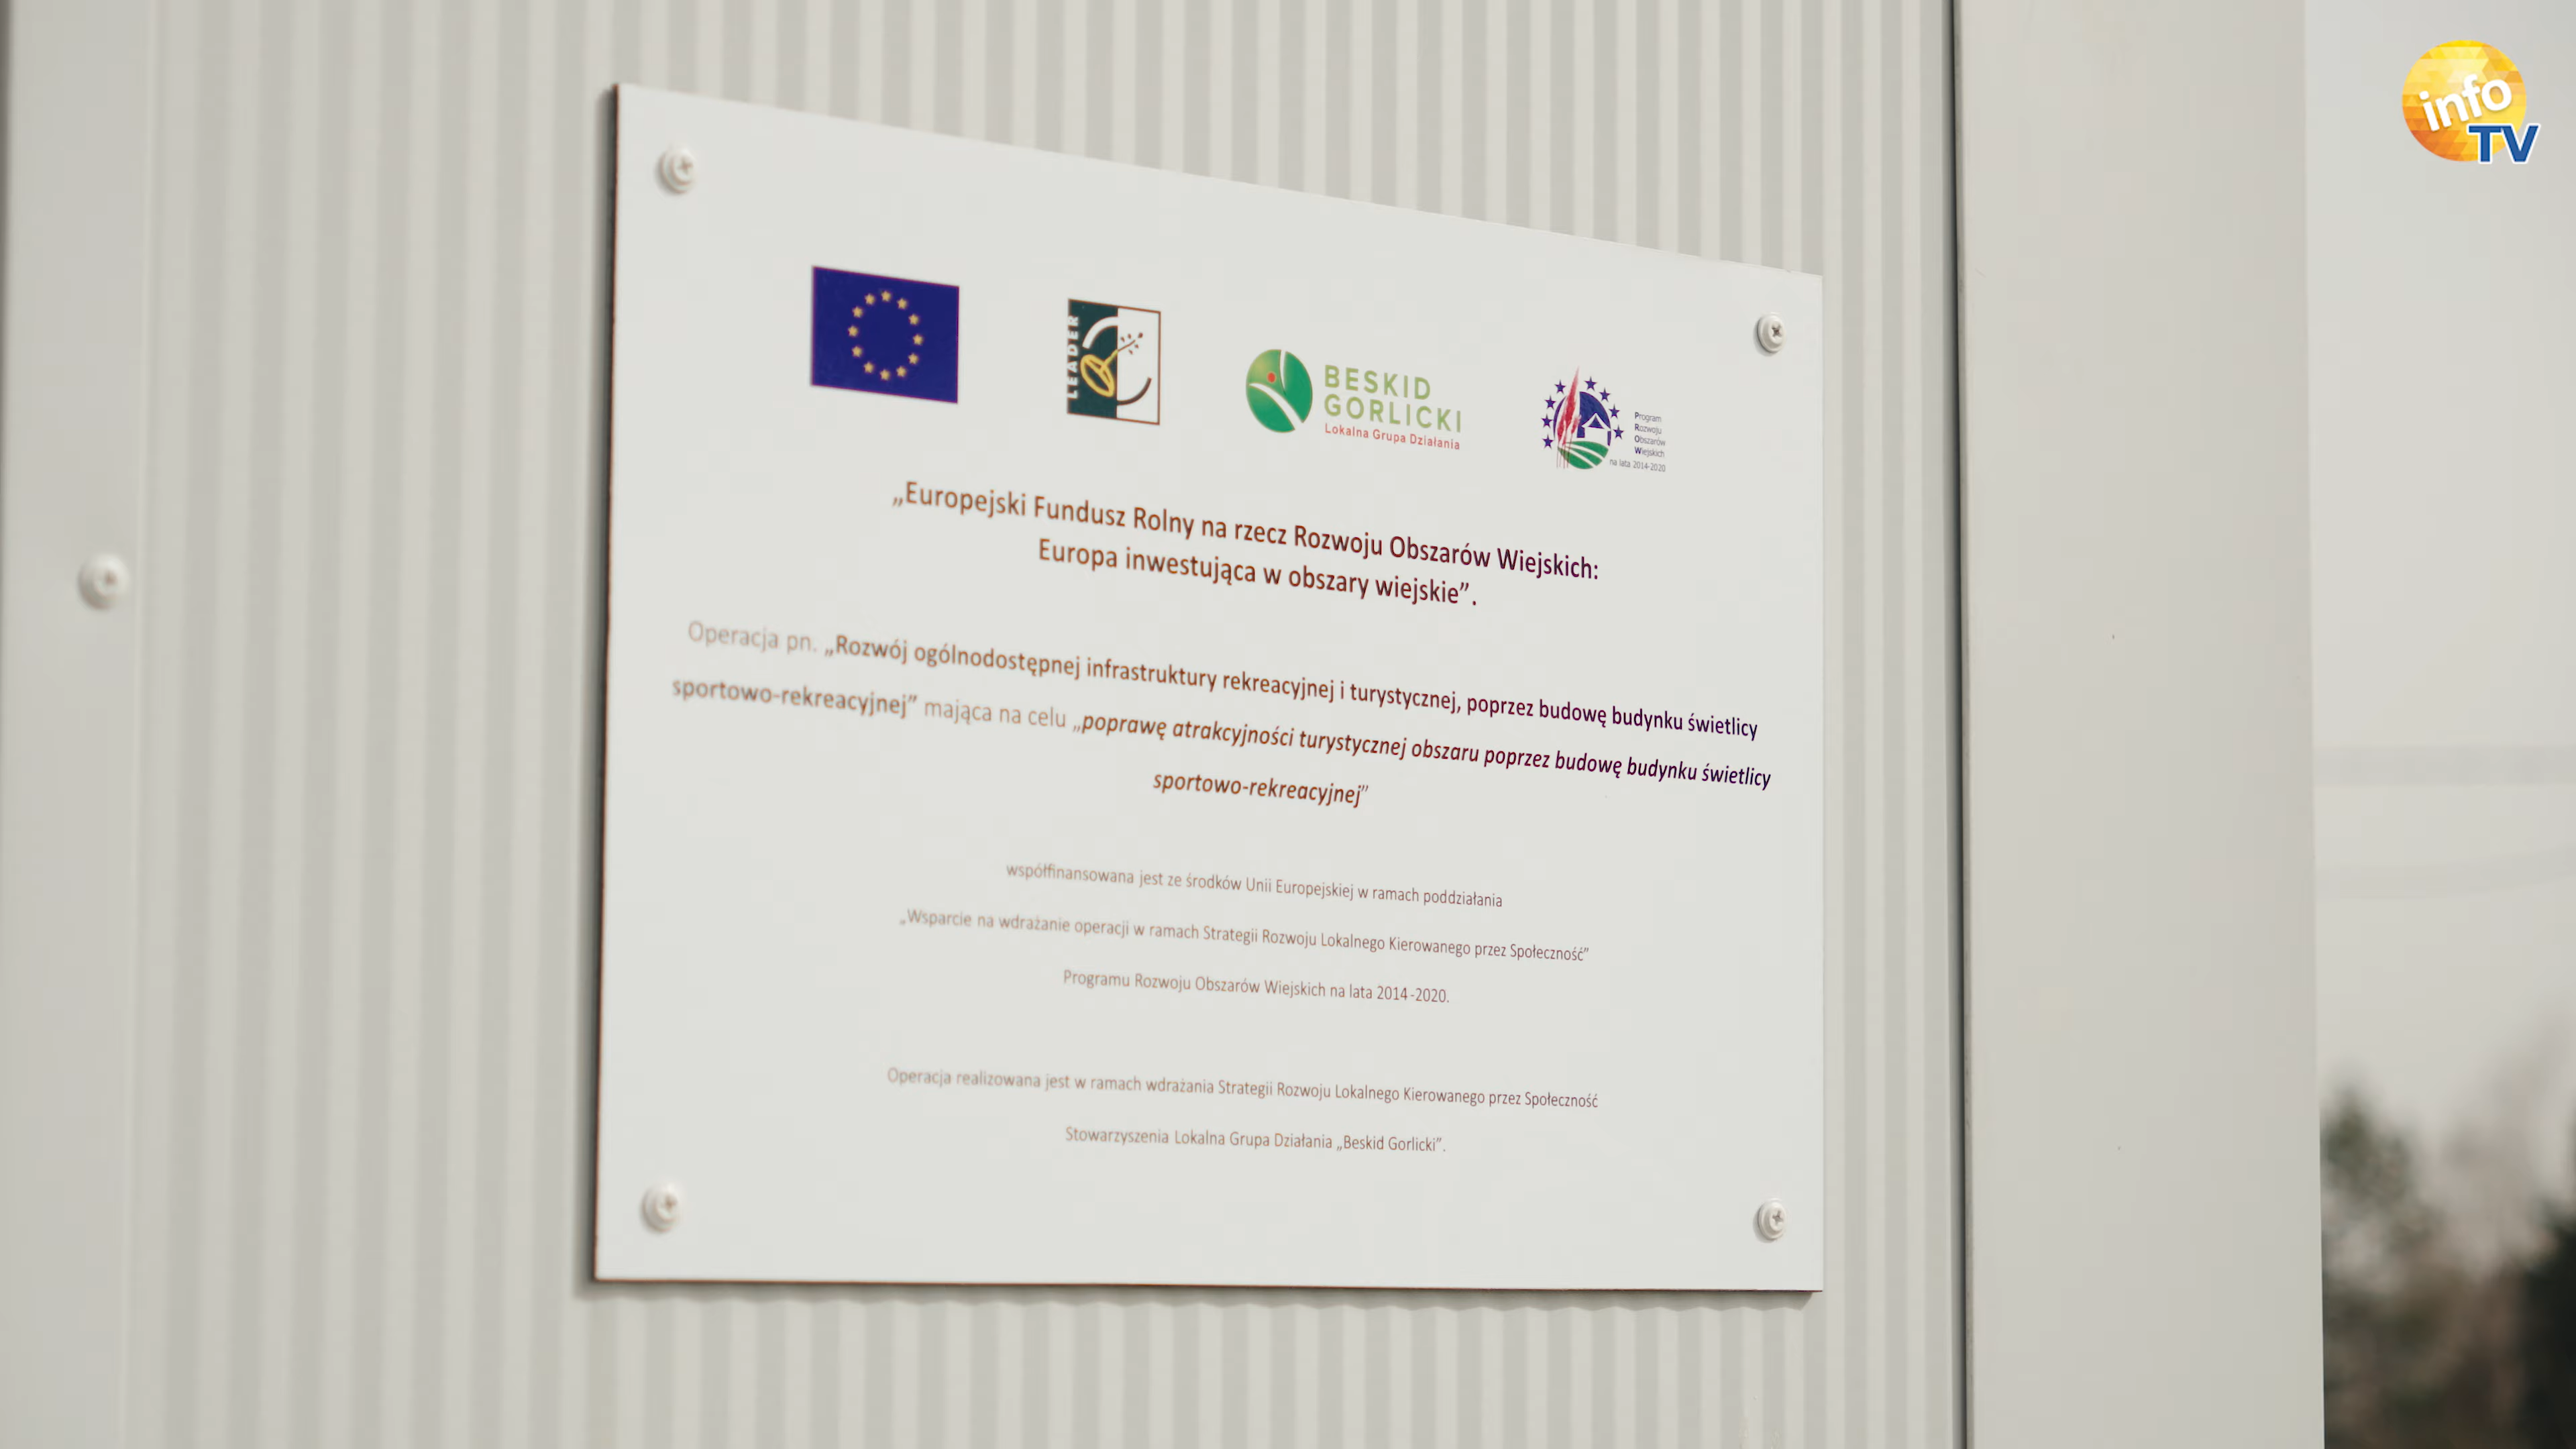 info
TV
LEADER
BESKID
GORLICKI
Lokalna Grupa Działania
Program
Rozwoju
Obszarów
Wiejskich
na lata 2014-2020
„Europejski Fundusz Rolny na rzecz Rozwoju Obszarów Wiejskich:
Europa inwestująca w obszary wiejskie”.
Operacja pn. „Rozwój ogólnodostępnej infrastruktury rekreacyjnej i turystycznej, poprzez budowę budynku świetlicy
sportowo-rekreacyjnej” mająca na celu „poprawę atrakcyjności turystycznej obszaru poprzez budowę budynku świetlicy
sportowo-rekreacyjnej”
współfinansowana jest ze środków Unii Europejskiej w ramach poddziałania
„Wsparcie na wdrażanie operacji w ramach Strategii Rozwoju Lokalnego Kierowanego przez Społeczność”
Programu Rozwoju Obszarów Wiejskich na lata 2014-2020.
Operacja realizowana jest w ramach wdrażania Strategii Rozwoju Lokalnego Kierowanego przez Społeczność
Stowarzyszenia Lokalna Grupa Działania „Beskid Gorlicki”.